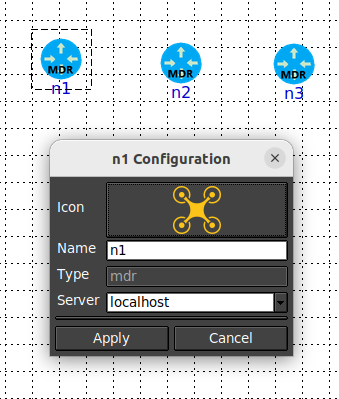 MDR MDR MDR
n1 n2 n3
n1 Configuration
Icon
Name n1
Type mdr
Server localhost
Apply Cancel